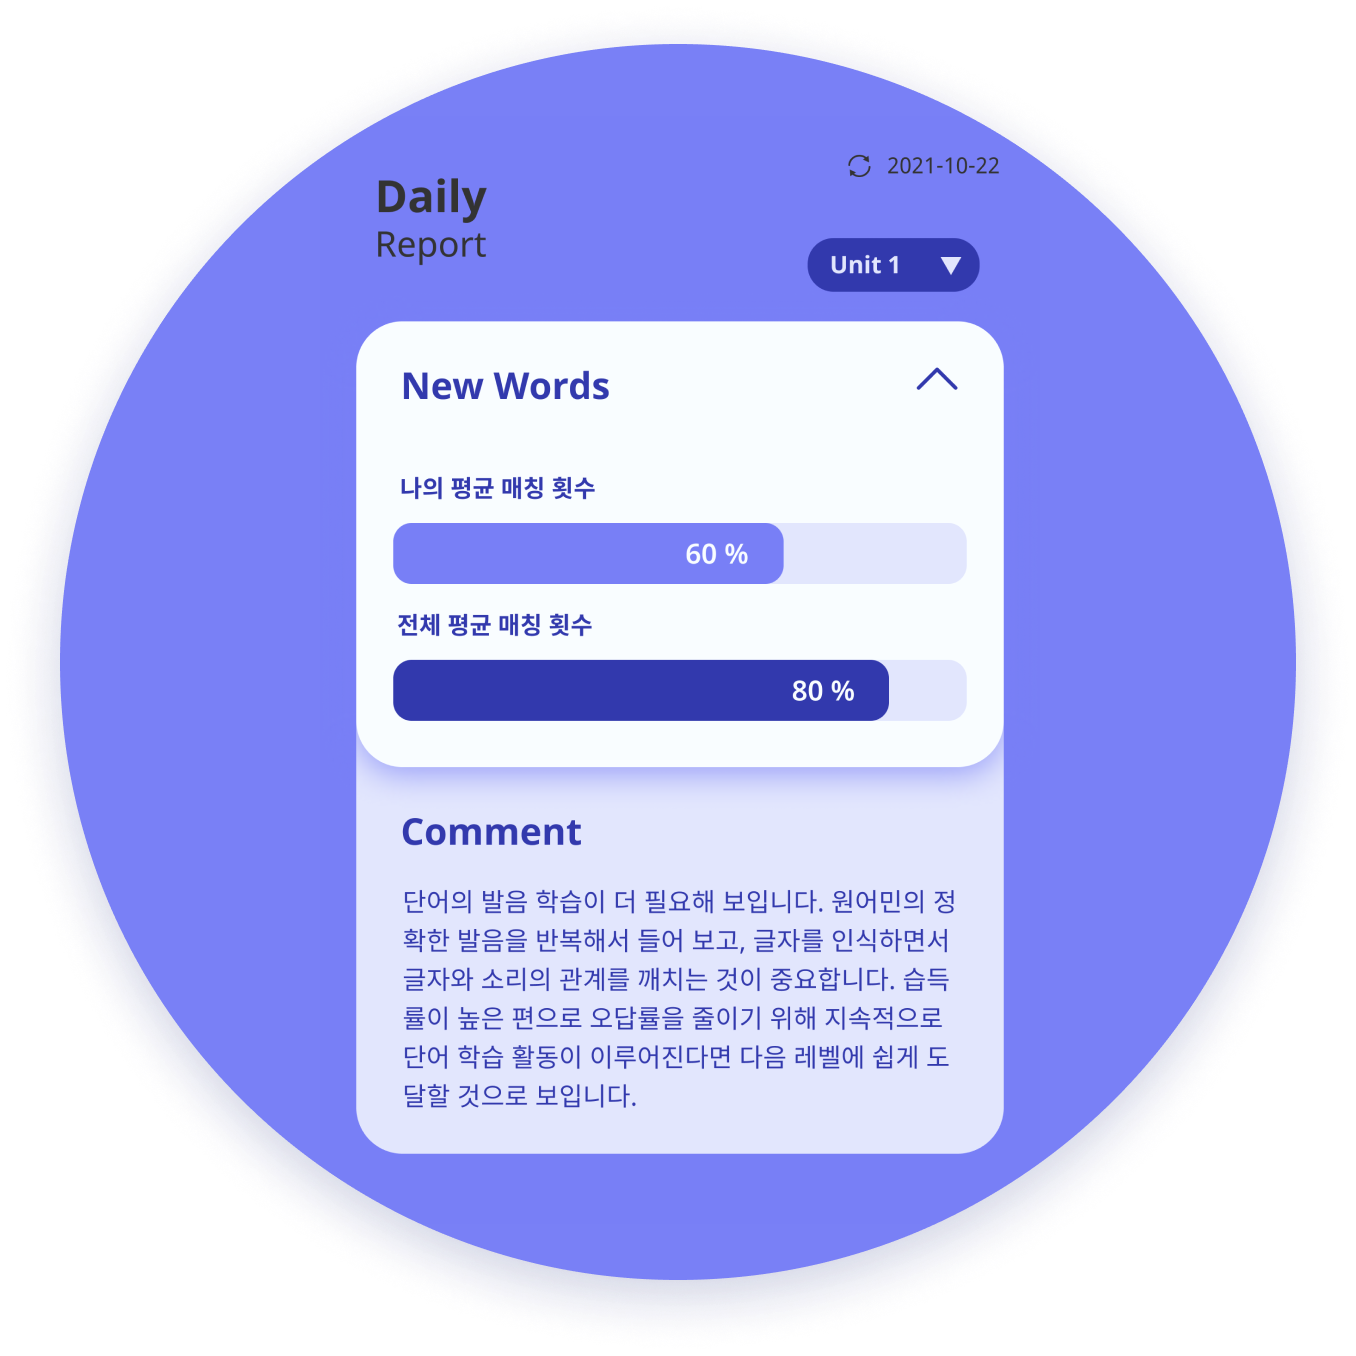 Daily
Report
2021-10-22
Unit 1
New Words
나의 평균 매칭 횟수
60 %
전체 평균 매칭 횟수
80 %
Comment
단어의 발음 학습이 더 필요해 보입니다. 원어민의 정
확한 발음을 반복해서 들어 보고, 글자를 인식하면서
글자와 소리의 관계를 깨치는 것이 중요합니다. 습득
률이 높은 편으로 오답률을 줄이기 위해 지속적으로
단어 학습 활동이 이루어진다면 다음 레벨에 쉽게 도
달할 것으로 보입니다.